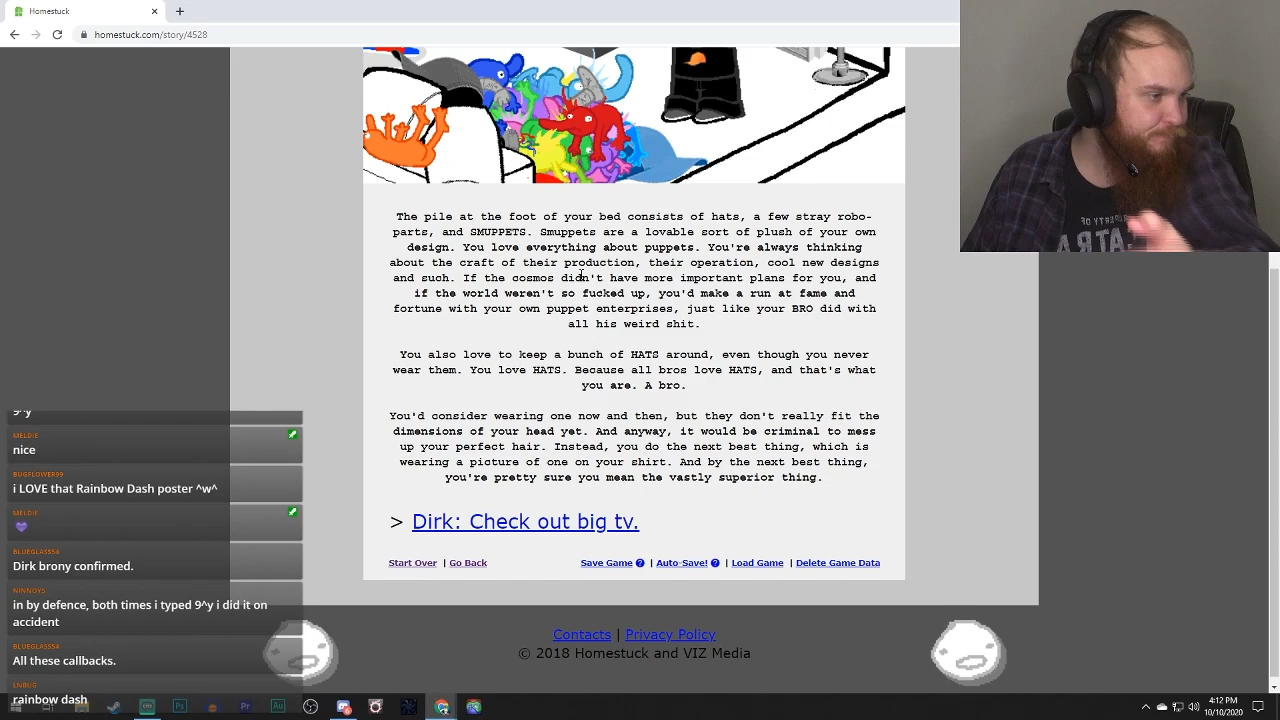 Homestuck
homestuck.com/story/4528
The pile at the foot of your bed consists of hats, a few stray robo-
parts, and SMUPPETS. Smuppets are a lovable sort of plush of your own
design. You love everything about puppets. You're always thinking
about the craft of their production, their operation, cool new designs
and such. If the cosmos didn't have more important plans for you, and
if the world weren't so fucked up, you'd make a run at fame and
fortune with your own puppet enterprises, just like your BRO did with
all his weird shit.
You also love to keep a bunch of HATS around, even though you never
wear them. You love HATS. Because all bros love HATS, and that's what
you are. A bro.
You'd consider wearing one now and then, but they don't really fit the
dimensions of your head yet. And anyway, it would be criminal to mess
up your perfect hair. Instead, you do the next best thing, which is
wearing a picture of one on your shirt. And by the next best thing,
you're pretty sure you mean the vastly superior thing.
> Dirk: Check out big tv.
Start Over | Go Back
Save Game ? | Auto-Save! ? | Load Game | Delete Game Data
Contacts | Privacy Policy
© 2018 Homestuck and VIZ Media
9^y
MELDIE
nice
BUGFLOWER99
i LOVE that Rainbow Dash poster ^w^
MELDIE
BLUEGLASS54
Dirk brony confirmed.
NINNOYS
in by defence, both times i typed 9^y i did it on
accident
BLUEGLASS54
All these callbacks.
LNBUG
rainbow dash
4:12 PM
10/10/2020